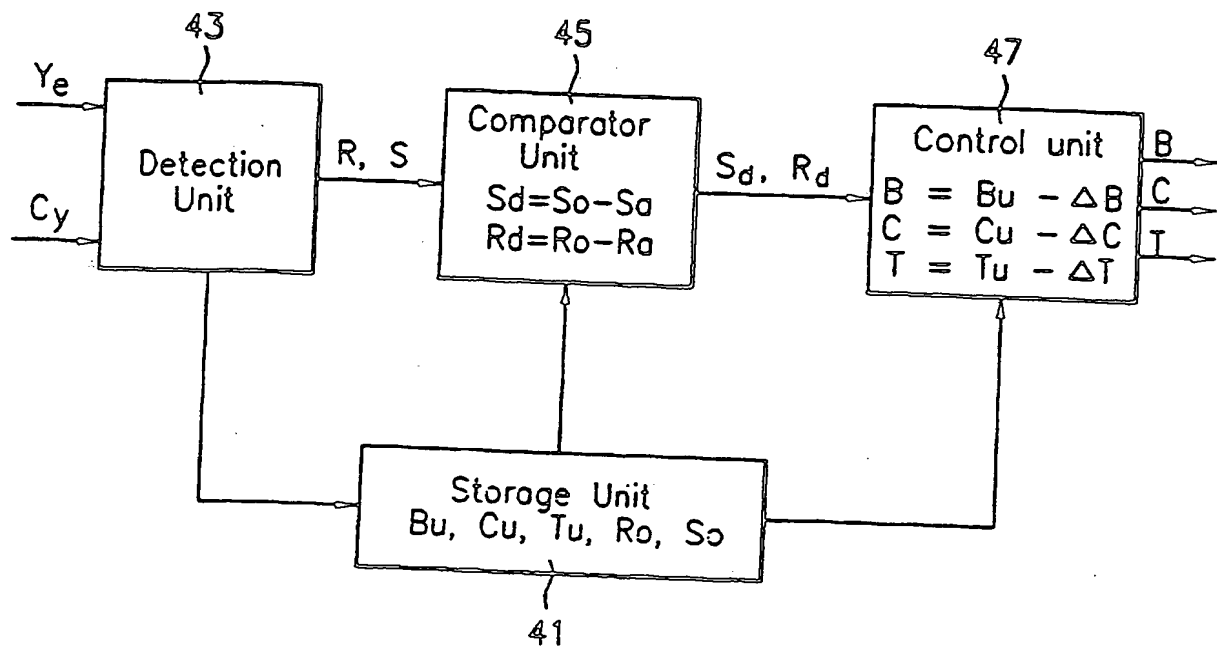 43
Ye
Cy
Detection
Unit
R, S
45
Comparator
Unit
Sd=So-Sa
Rd=Ro-Ra
Sd, Rd
47
Control unit
B = Bu - △B
C = Cu - △C
T = Tu - △T
B
C
T
Storage Unit
Bu, Cu, Tu, Ro, So
41